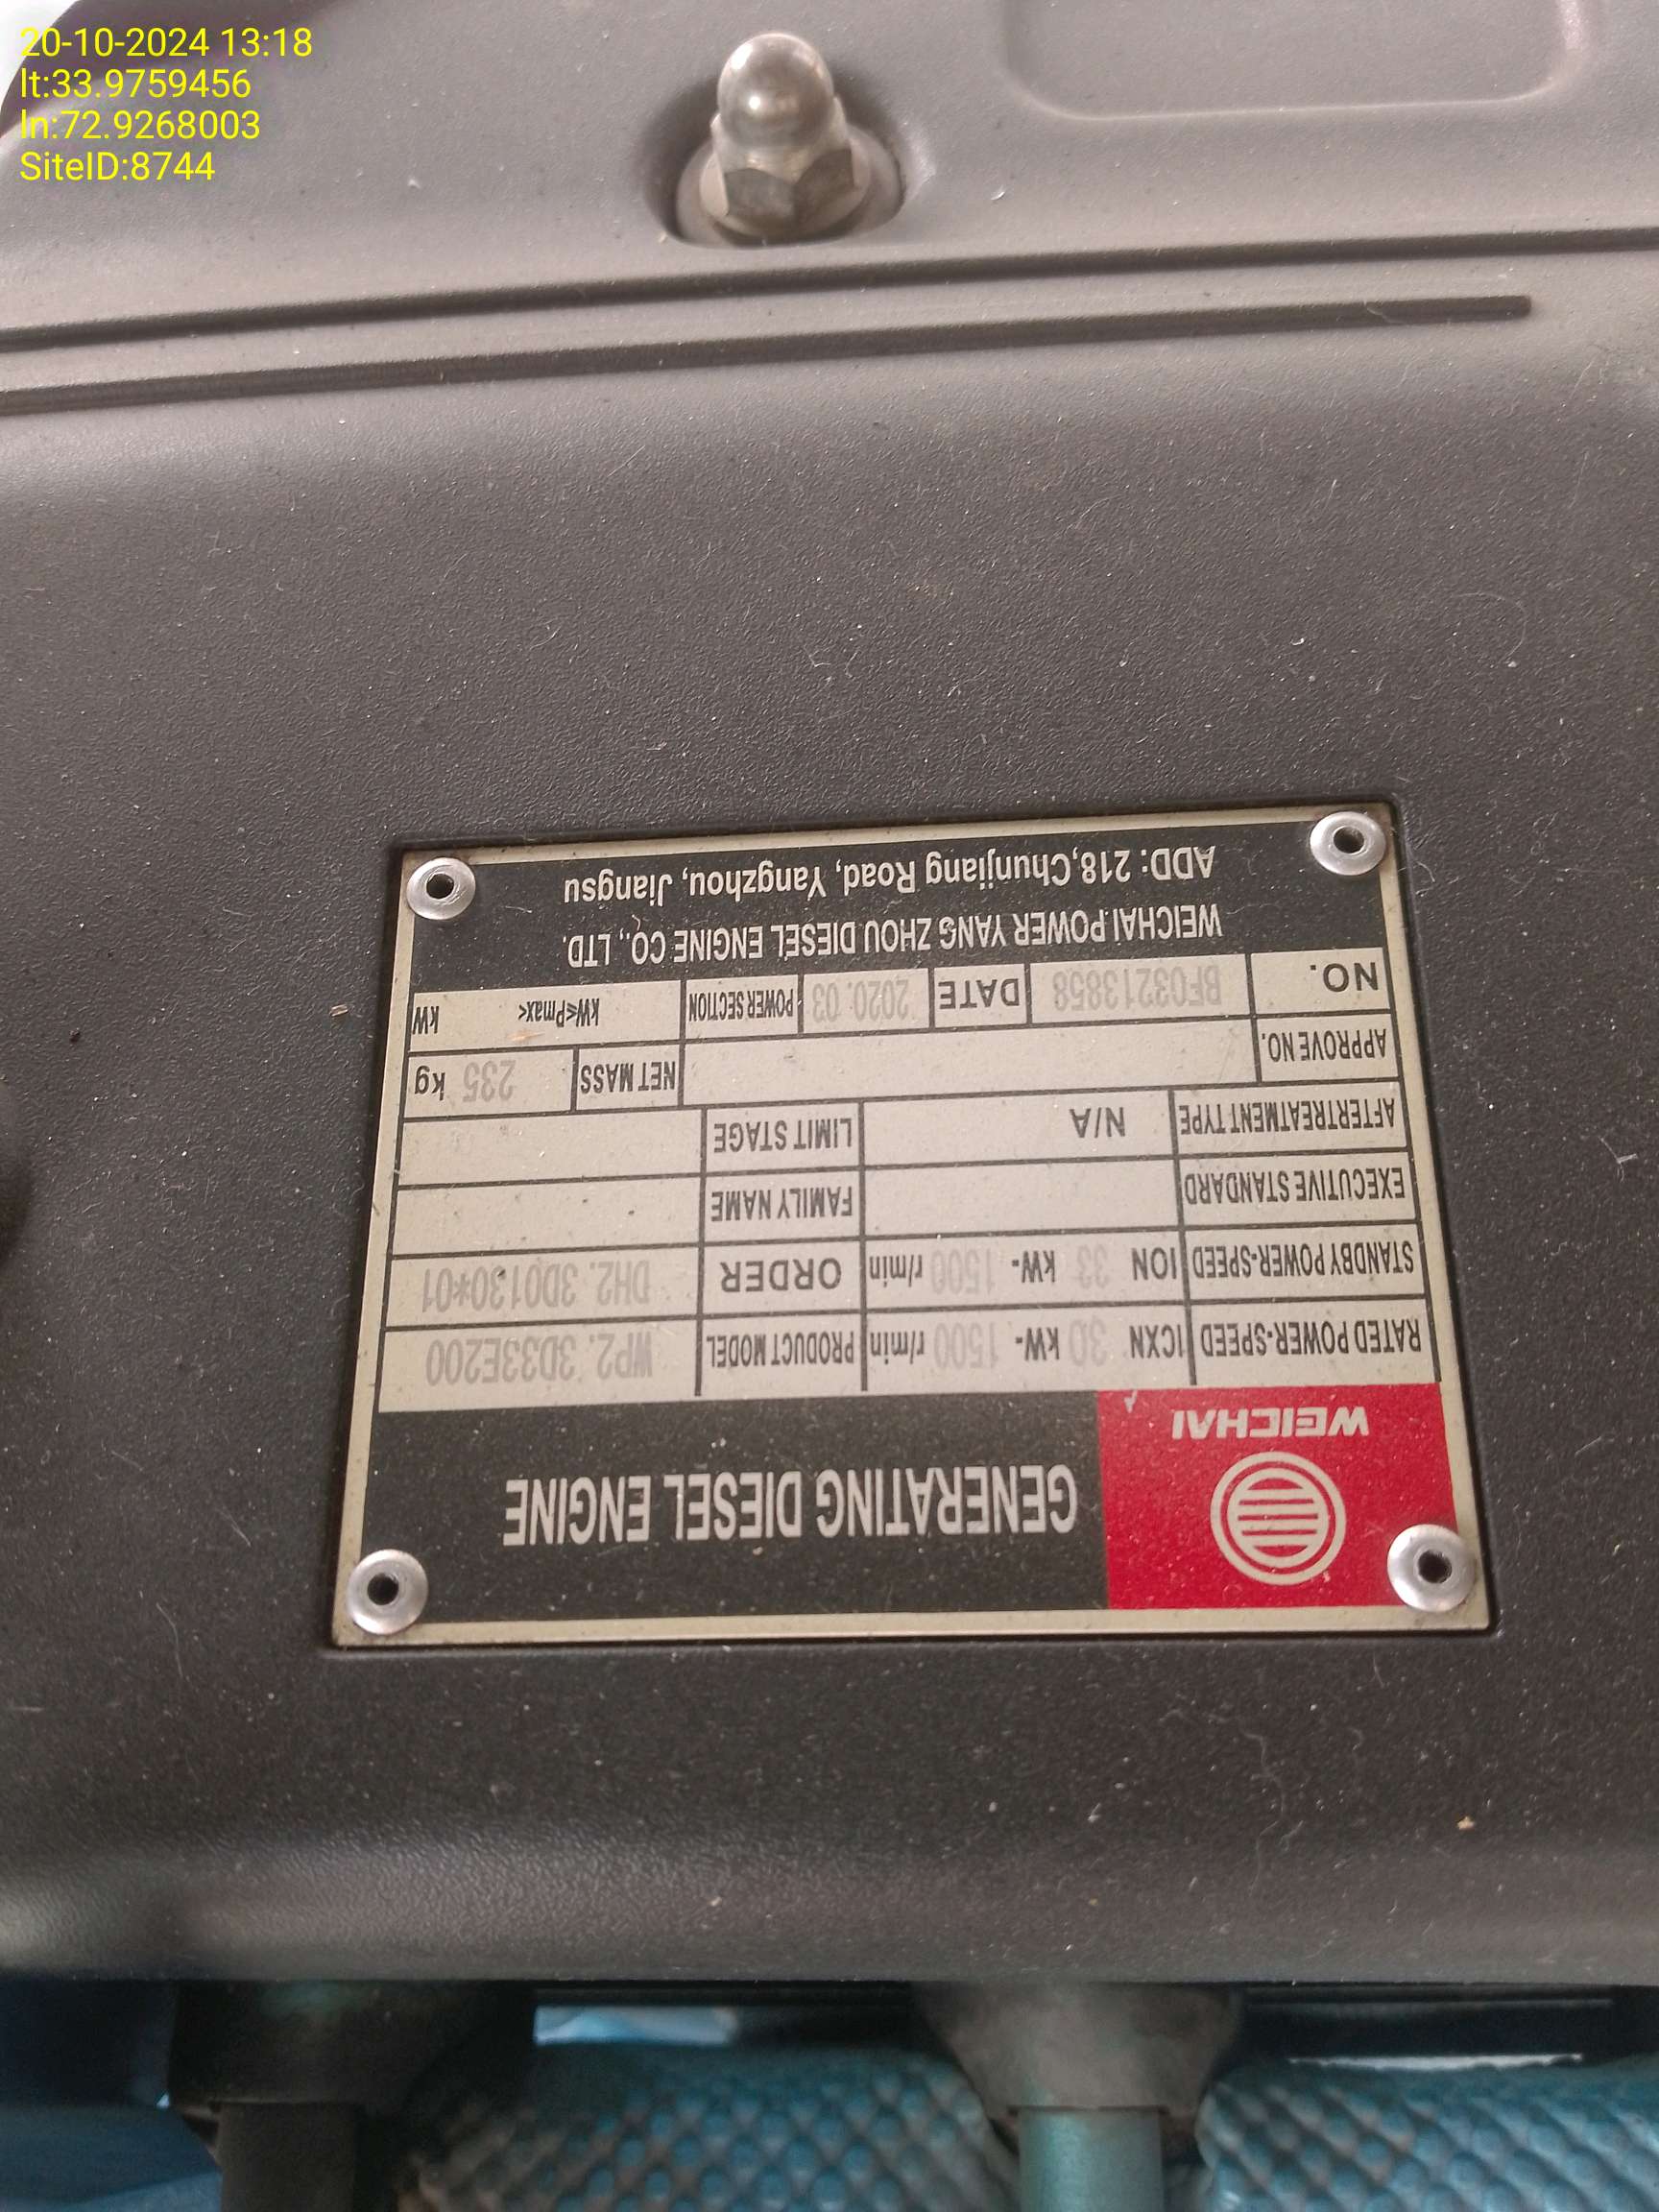 20-10-2024 13:18
lt:33.9759456
ln:72.9268003
SiteID:8744
WEICHAI
GENERATING DIESEL ENGINE
RATED POWER-SPEED ICXN 30 kW- 1500 r/min PRODUCT MODEL WP2. 3D33E200
STANDBY POWER-SPEED ION 33 kW- 1500 r/min ORDER DH2. 3D0130*01
EXECUTIVE STANDARD FAMILY NAME
AFTERTREATMENT TYPE N/A LIMIT STAGE
APPROVE NO. NET MASS 235 kg
NO. BF03213858 DATE 2020. 03 POWER SECTION kW≤Pmax< kW
WEICHAI POWER YANG ZHOU DIESEL ENGINE CO., LTD.
ADD: 218,Chunjiang Road, Yangzhou, Jiangsu